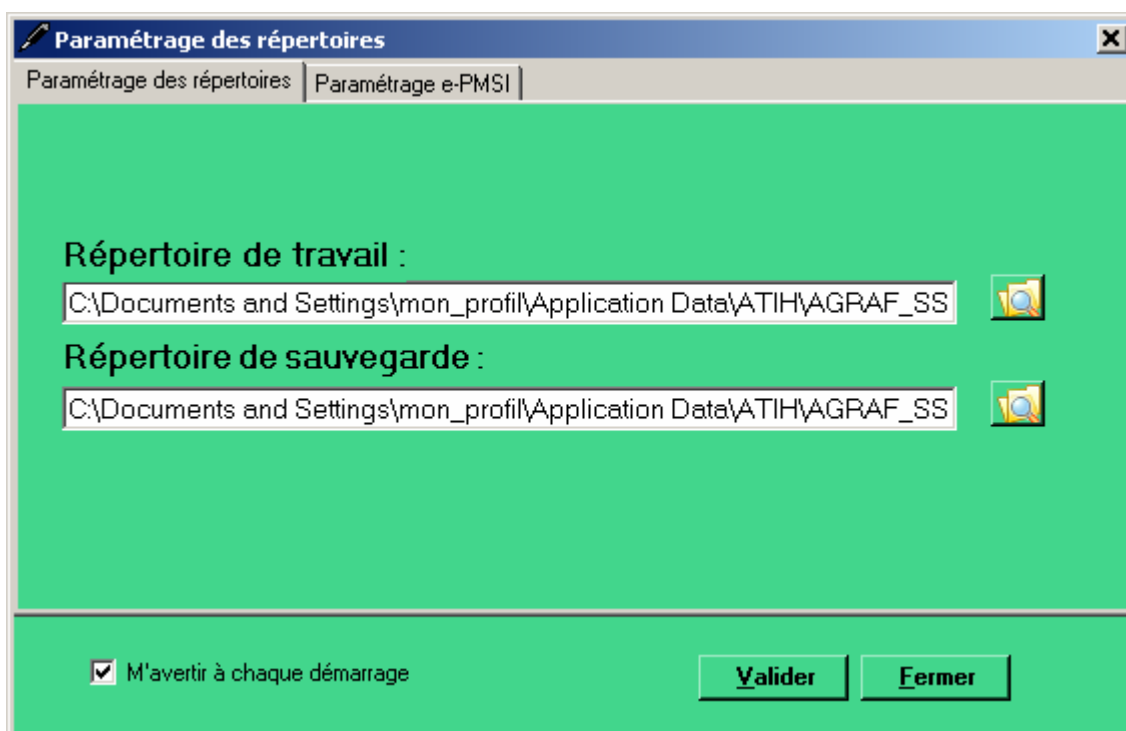 Paramétrage des répertoires
Paramétrage des répertoires Paramétrage e-PMSI
Répertoire de travail :
C:\Documents and Settings\mon_profil\Application Data\ATIH\AGRAF_SS
Répertoire de sauvegarde :
C:\Documents and Settings\mon_profil\Application Data\ATIH\AGRAF_SS
M'avertir à chaque démarrage Valider Fermer